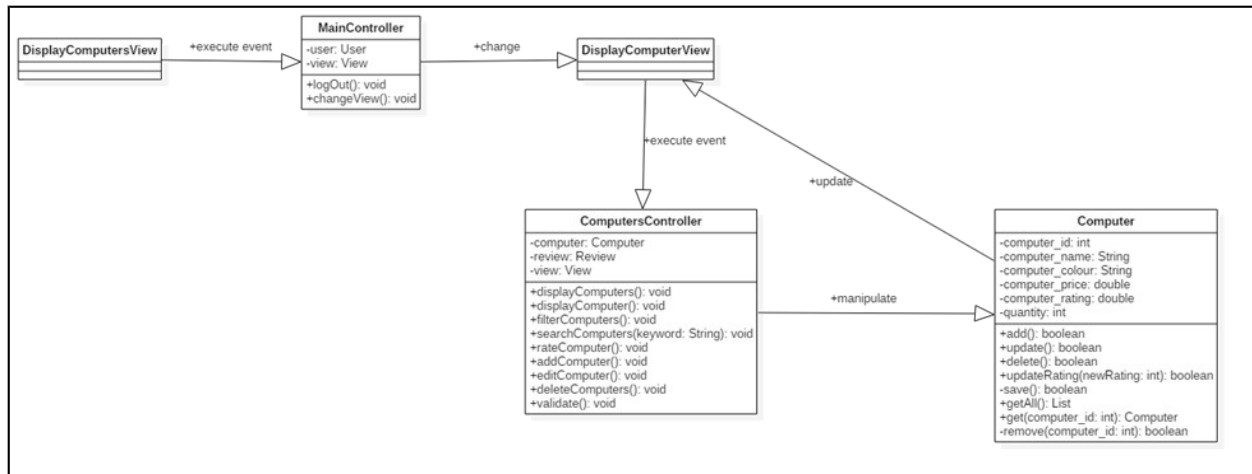 DisplayComputersView
+execute event
MainController
-user: User
-view: View
+logOut(): void
+changeView(): void
+change
DisplayComputerView
+execute event
+update
ComputersController
-computer: Computer
-review: Review
-view: View
+displayComputers(): void
+displayComputer(): void
+filterComputers(): void
+searchComputers(keyword: String): void
+rateComputer(): void
+addComputer(): void
+editComputer(): void
+deleteComputers(): void
+validate(): void
+manipulate
Computer
-computer_id: int
-computer_name: String
-computer_colour: String
-computer_price: double
-computer_rating: double
-quantity: int
+add(): boolean
+update(): boolean
+delete(): boolean
+updateRating(newRating: int): boolean
-save(): boolean
+getAll(): List
+get(computer_id: int): Computer
-remove(computer_id: int): boolean